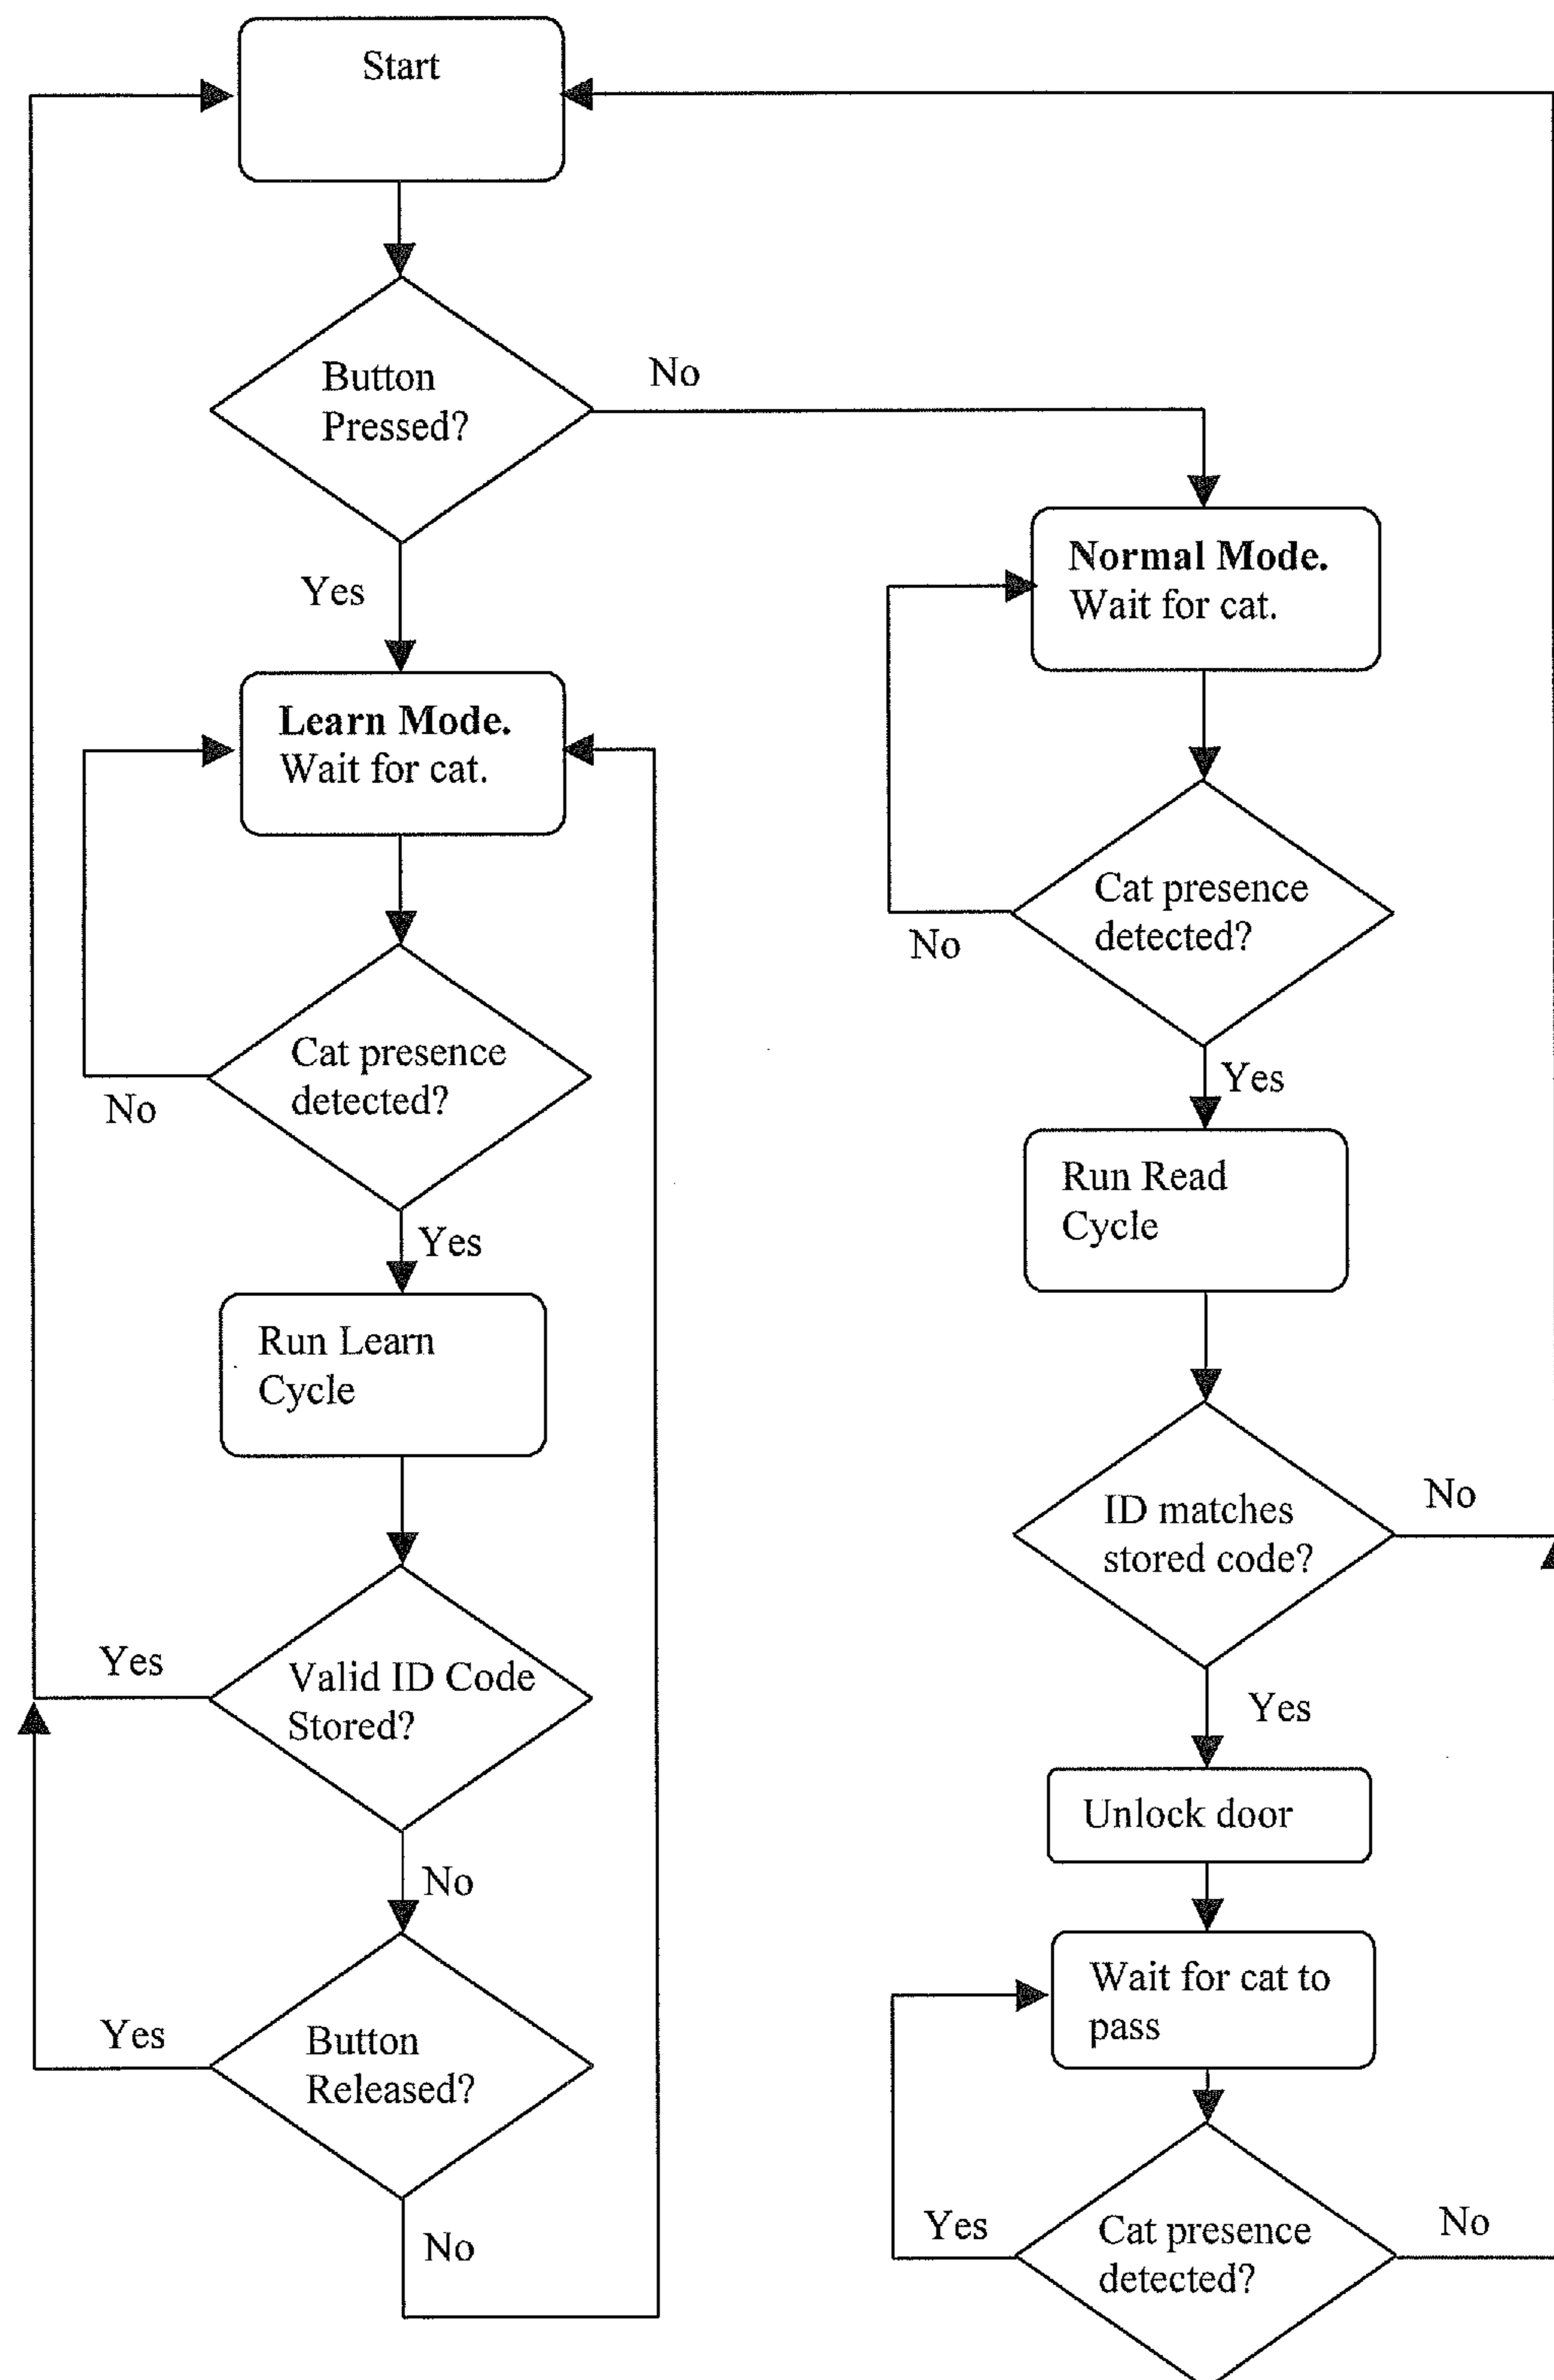 Start
Button
Pressed?
No
Yes
Normal Mode.
Wait for cat.
Learn Mode.
Wait for cat.
Cat presence
detected?
No
Yes
Cat presence
detected?
No
Yes
Run Read
Cycle
Run Learn
Cycle
ID matches
stored code?
No
Yes
Valid ID Code
Stored?
Yes
No
Unlock door
Wait for cat to
pass
Button
Released?
Yes
No
Cat presence
detected?
Yes
No